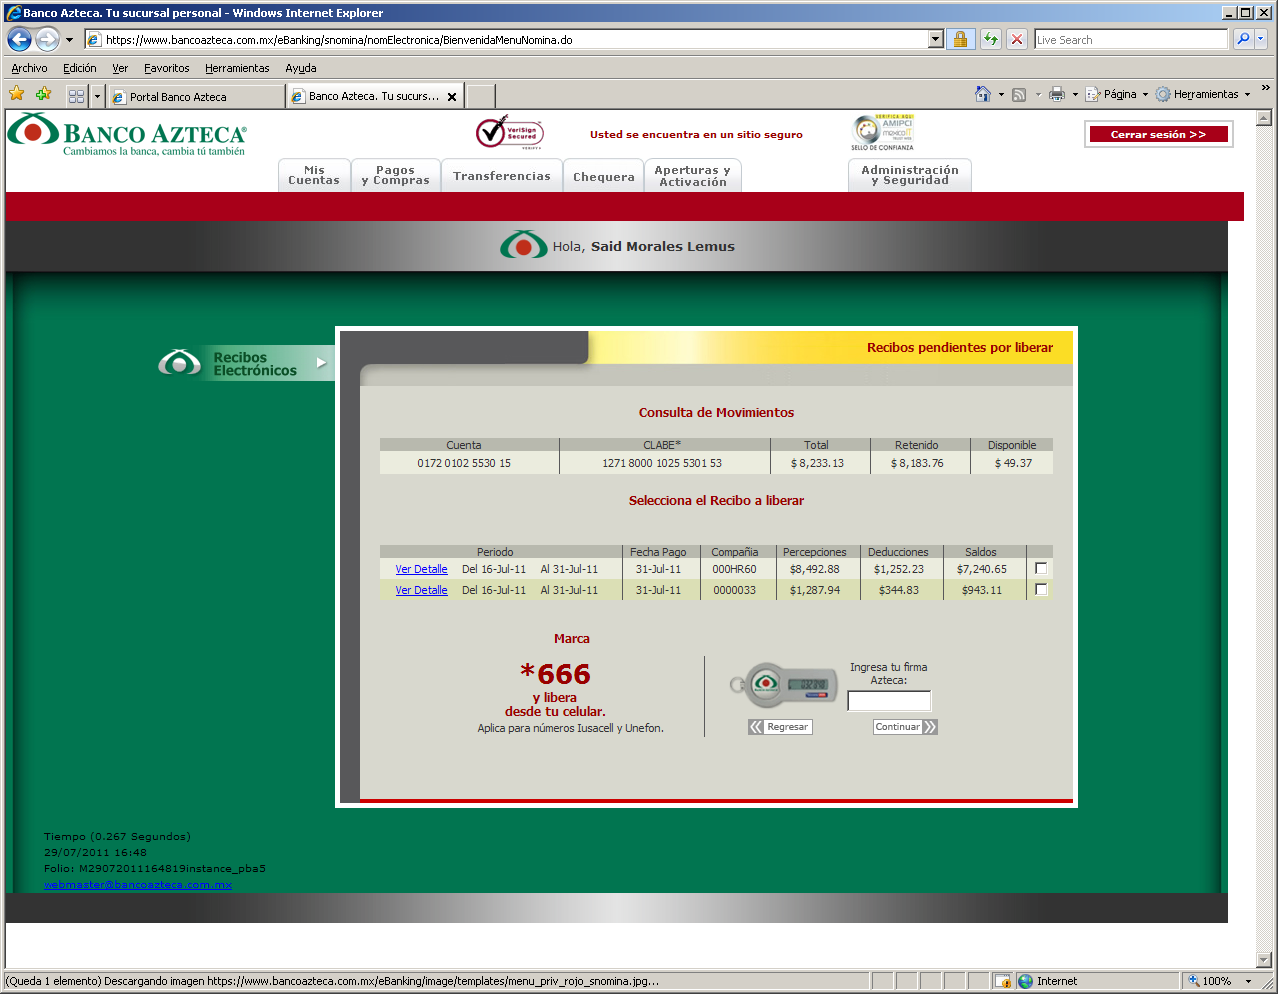 Banco Azteca. Tu sucursal personal - Windows Internet Explorer
https://www.bancoazteca.com.mx/eBanking/snomina/nomElectronica/BienvenidaMenuNomina.do
Live Search
Archivo Edición Ver Favoritos Herramientas Ayuda
Portal Banco Azteca
Banco Azteca. Tu sucurs...
Página
Herramientas
BANCO AZTECA
Cambiamos la banca, cambia tú también
VeriSign Secured
VERIFY
Usted se encuentra en un sitio seguro
VERIFICA AQUI
AMIPCI
SELLO DE CONFIANZA
Cerrar sesión >>
Mis Cuentas
Pagos y Compras
Transferencias
Chequera
Aperturas y Activación
Administración y Seguridad
Hola, Said Morales Lemus
Recibos Electrónicos
Recibos pendientes por liberar
Consulta de Movimientos
Cuenta CLABE* Total Retenido Disponible
0172 0102 5530 15 1271 8000 1025 5301 53 $ 8,233.13 $ 8,183.76 $ 49.37
Selecciona el Recibo a liberar
Periodo Fecha Pago Compañia Percepciones Deducciones Saldos
Ver Detalle Del 16-Jul-11 Al 31-Jul-11 31-Jul-11 000HR60 $8,492.88 $1,252.23 $7,240.65
Ver Detalle Del 16-Jul-11 Al 31-Jul-11 31-Jul-11 0000033 $1,287.94 $344.83 $943.11
Marca
*666
y libera
desde tu celular.
Aplica para números Iusacell y Unefon.
Ingresa tu firma
Azteca:
Regresar
Continuar
Tiempo (0.267 Segundos)
29/07/2011 16:48
Folio: M29072011164819instance_pba5
webmaster@bancoazteca.com.mx
(Queda 1 elemento) Descargando imagen https://www.bancoazteca.com.mx/eBanking/image/templates/menu_priv_rojo_snomina.jpg...
Internet
100%